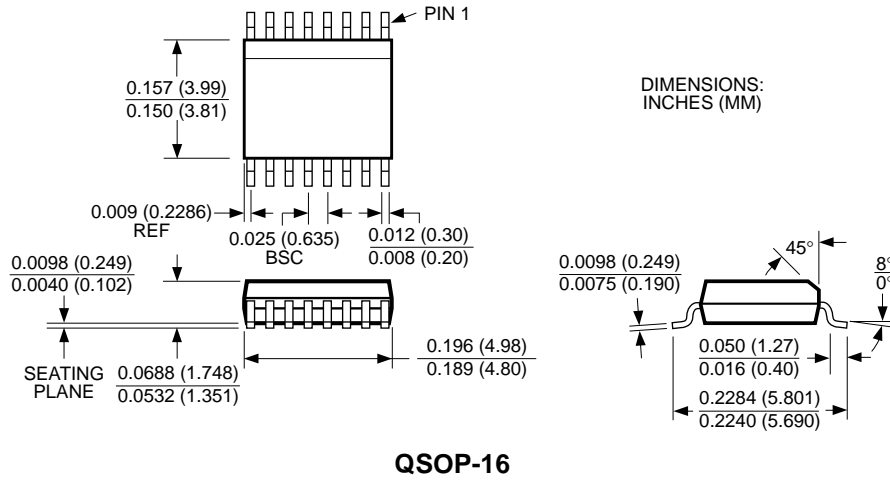 PIN 1
0.157 (3.99)
0.150 (3.81)
DIMENSIONS:
INCHES (MM)
0.009 (0.2286)
REF
0.025 (0.635)
BSC
0.012 (0.30)
0.008 (0.20)
0.0098 (0.249)
0.0040 (0.102)
SEATING
PLANE
0.0688 (1.748)
0.0532 (1.351)
0.196 (4.98)
0.189 (4.80)
0.0098 (0.249)
0.0075 (0.190)
45°
8°
0°
0.050 (1.27)
0.016 (0.40)
0.2284 (5.801)
0.2240 (5.690)
QSOP-16